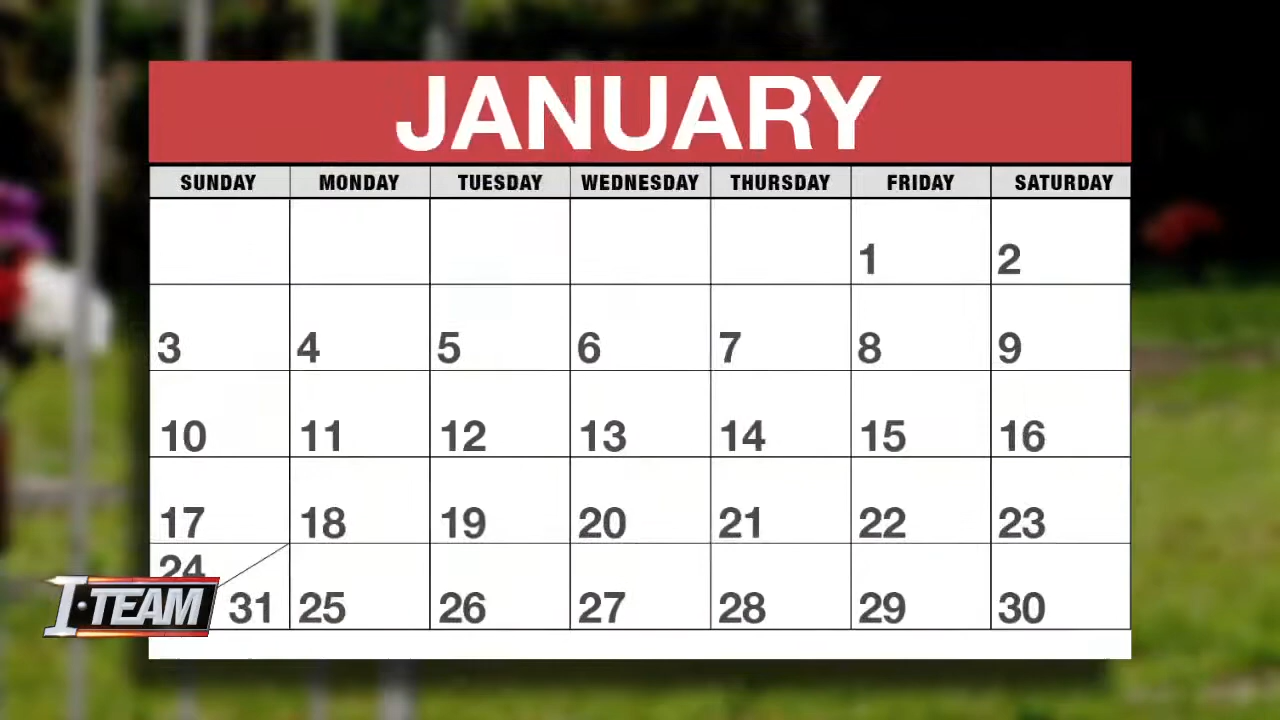 JANUARY
SUNDAY MONDAY TUESDAY WEDNESDAY THURSDAY FRIDAY SATURDAY
1 2
3 4 5 6 7 8 9
10 11 12 13 14 15 16
17 18 19 20 21 22 23
24
31 25 26 27 28 29 30
I·TEAM